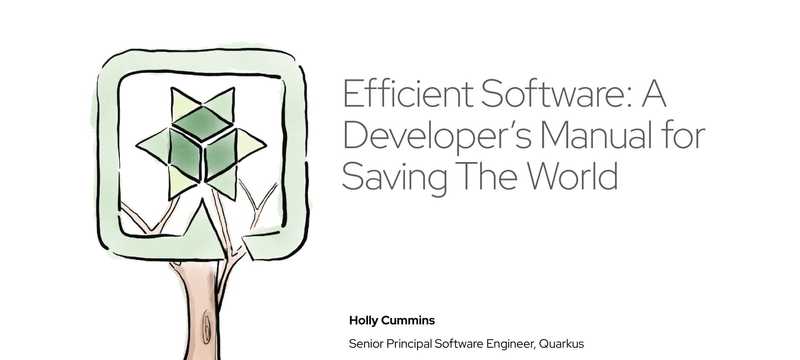 Efficient Software: A
Developer’s Manual for
Saving The World
Holly Cummins
Senior Principal Software Engineer, Quarkus